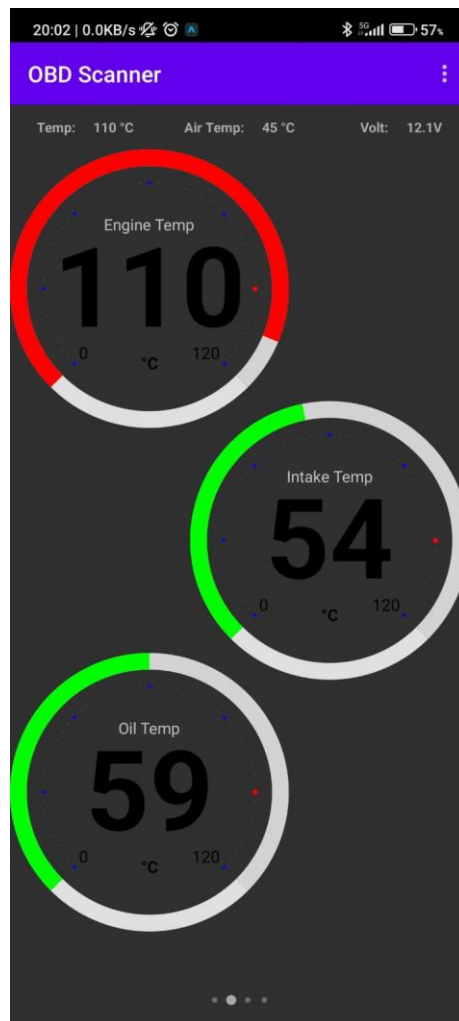 20:02 | 0.0KB/s 5G 57%
OBD Scanner
Temp: 110 °C Air Temp: 45 °C Volt: 12.1V
Engine Temp
110
0 °C 120
Intake Temp
54
0 °C 120
Oil Temp
59
0 °C 120